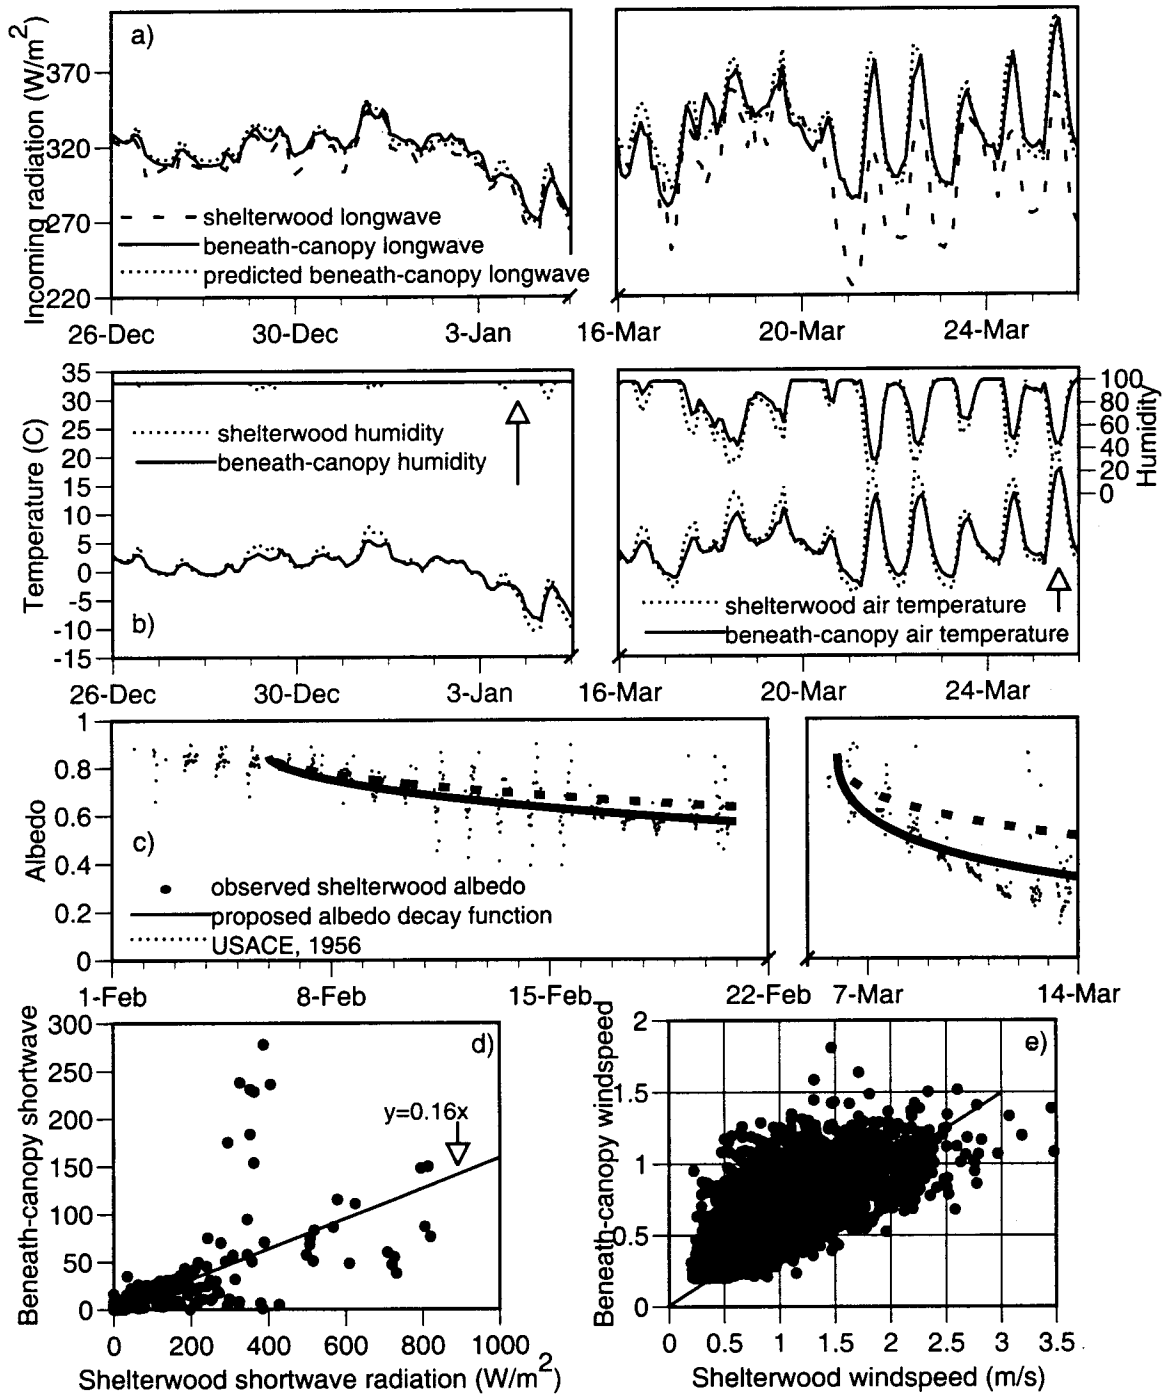 a)
Incoming radiation (W/m2)
370
320
270
220
shelterwood longwave
beneath-canopy longwave
predicted beneath-canopy longwave
26-Dec 30-Dec 3-Jan 16-Mar 20-Mar 24-Mar
Temperature (C)
35
30
25
20
15
10
5
0
-5
-10
-15
shelterwood humidity
beneath-canopy humidity
b)
100
80
60
40
20
0
Humidity
shelterwood air temperature
beneath-canopy air temperature
26-Dec 30-Dec 3-Jan 16-Mar 20-Mar 24-Mar
Albedo
1
0.8
0.6
0.4
0.2
0
c)
observed shelterwood albedo
proposed albedo decay function
USACE, 1956
1-Feb 8-Feb 15-Feb 22-Feb 7-Mar 14-Mar
Beneath-canopy shortwave
300
250
200
150
100
50
0
d)
y=0.16x
0 200 400 600 800 1000
Shelterwood shortwave radiation (W/m2)
Beneath-canopy windspeed
2
1.5
1
0.5
0
e)
0 0.5 1 1.5 2 2.5 3 3.5
Shelterwood windspeed (m/s)